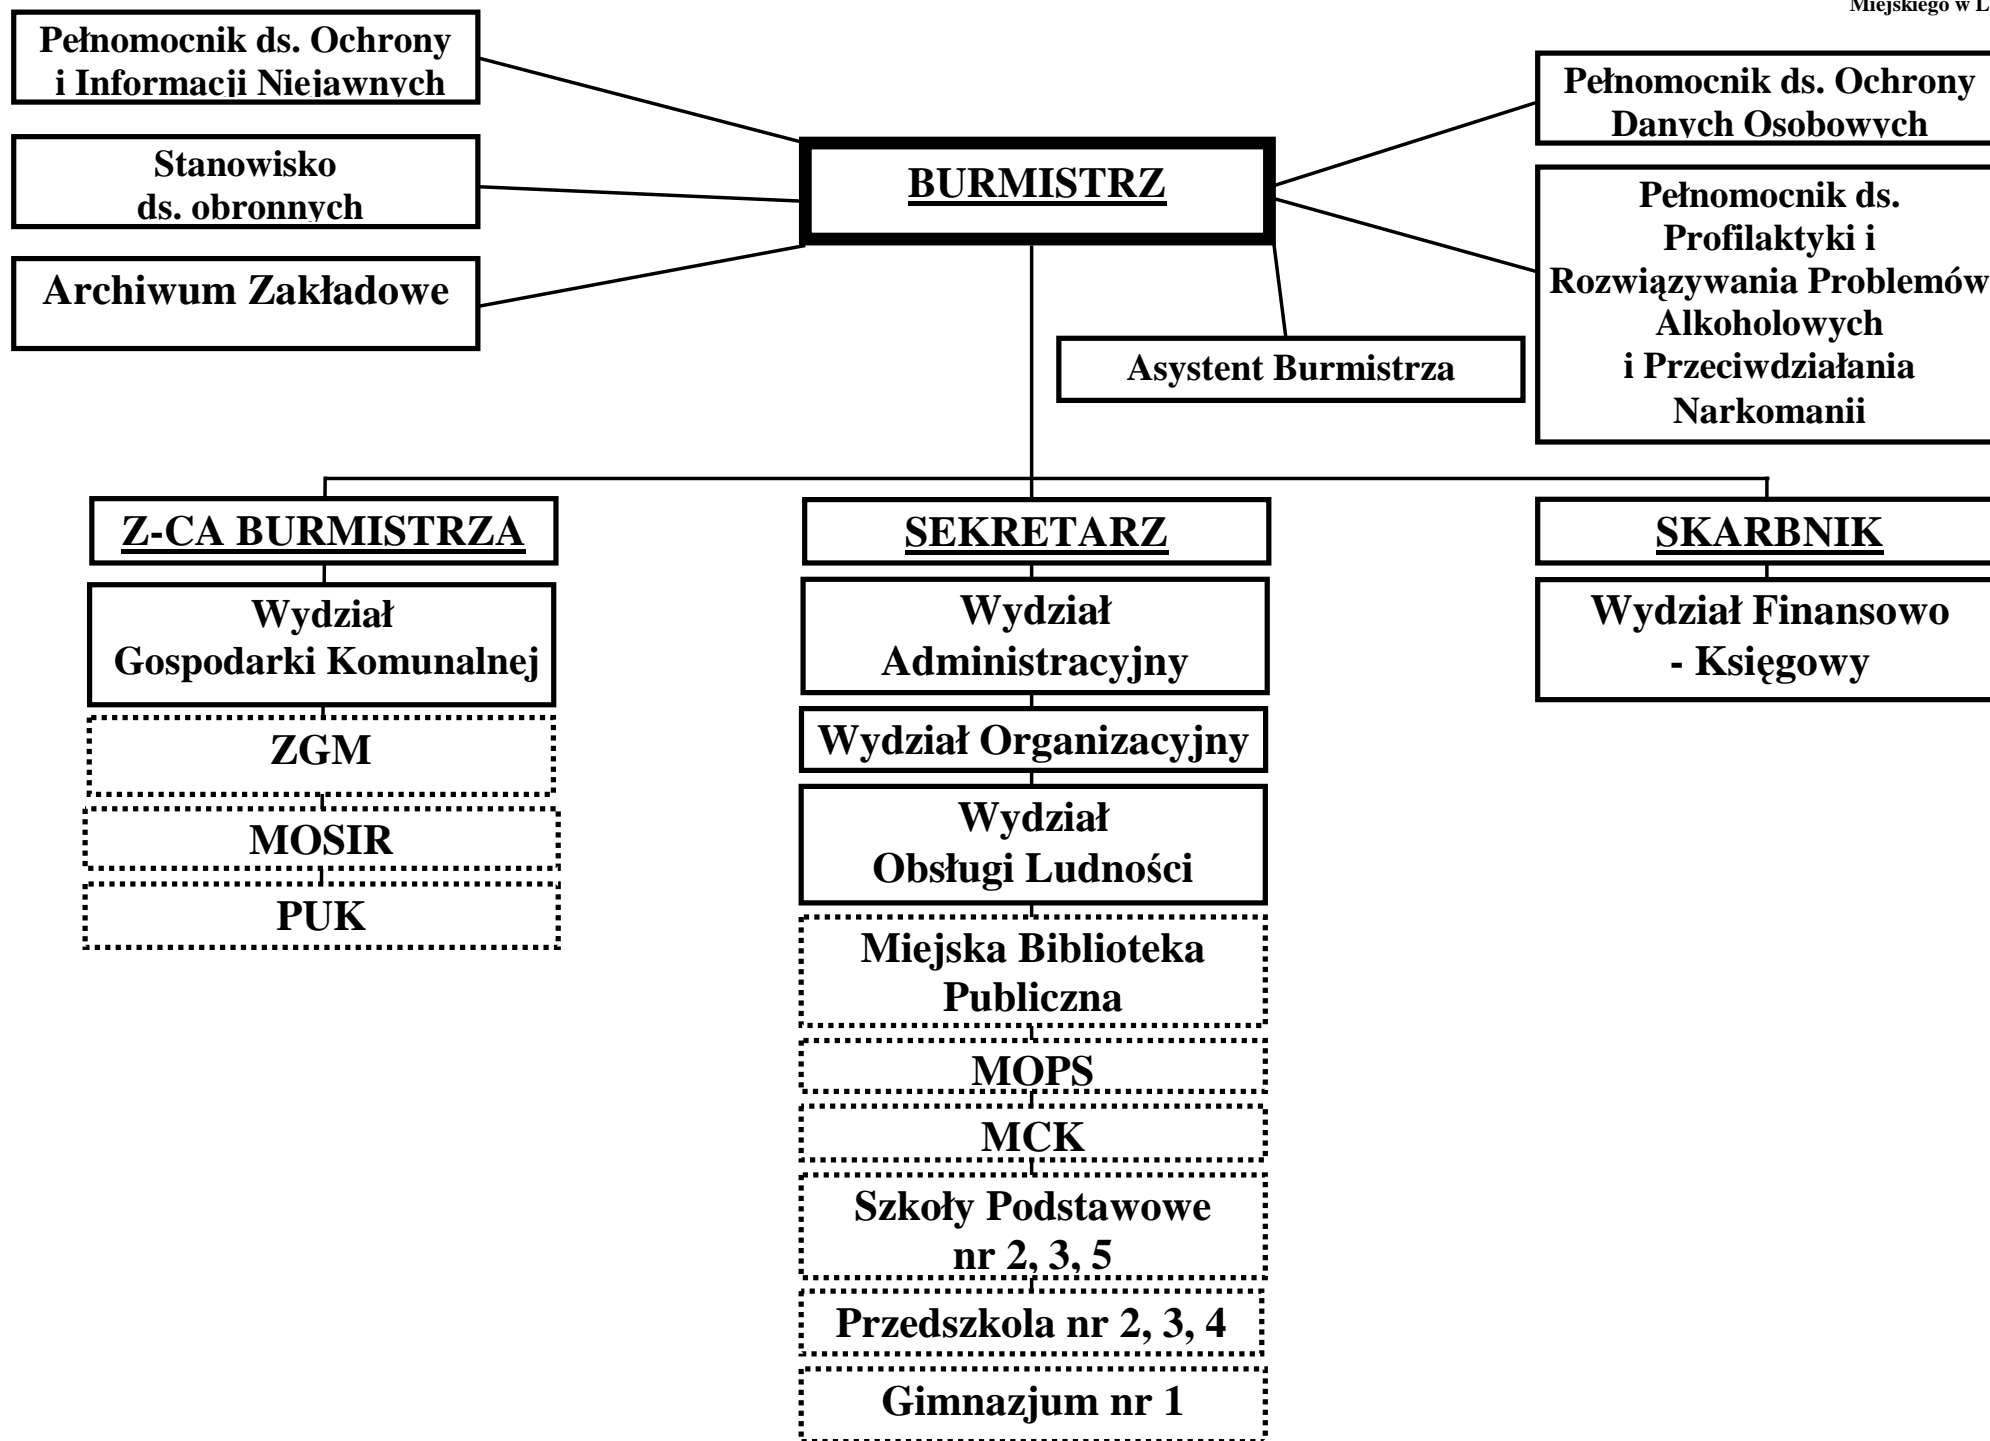 Miejskiego w L
Pełnomocnik ds. Ochrony
i Informacji Niejawnych
Stanowisko
ds. obronnych
Archiwum Zakładowe
BURMISTRZ
Pełnomocnik ds. Ochrony
Danych Osobowych
Pełnomocnik ds.
Profilaktyki i
Rozwiązywania Problemów
Alkoholowych
i Przeciwdziałania
Narkomanii
Asystent Burmistrza
Z-CA BURMISTRZA
Wydział
Gospodarki Komunalnej
ZGM
MOSIR
PUK
SEKRETARZ
Wydział
Administracyjny
Wydział Organizacyjny
Wydział
Obsługi Ludności
Miejska Biblioteka
Publiczna
MOPS
MCK
Szkoły Podstawowe
nr 2, 3, 5
Przedszkola nr 2, 3, 4
Gimnazjum nr 1
SKARBNIK
Wydział Finansowo
- Księgowy